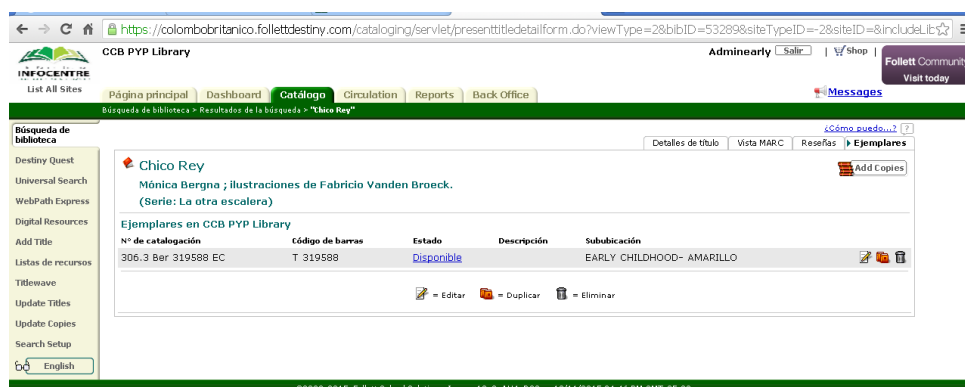 https://colombobritanico.follettdestiny.com/cataloging/servlet/presenttitledetailform.do?viewType=2&bibID=53289&siteTypeID=-2&siteID=&includeLib
CCB PYP Library
Adminearly Salir | Shop |
Follett Community
Visit today
INFOCENTRE
List All Sites
Página principal Dashboard Catálogo Circulation Reports Back Office
Messages
Búsqueda de biblioteca > Resultados de la búsqueda > "Chico Rey"
¿Cómo puedo...? ?
Búsqueda de
biblioteca
Destiny Quest
Universal Search
WebPath Express
Digital Resources
Add Title
Listas de recursos
Titlewave
Update Titles
Update Copies
Search Setup
English
Detalles de título Vista MARC Reseñas Ejemplares
Chico Rey
Add Copies
Mónica Bergna ; ilustraciones de Fabricio Vanden Broeck.
(Serie: La otra escalera)
Ejemplares en CCB PYP Library
Nº de catalogación Código de barras Estado Descripción Sububicación
306.3 Ber 319588 EC T 319588 Disponible EARLY CHILDHOOD- AMARILLO
= Editar = Duplicar = Eliminar